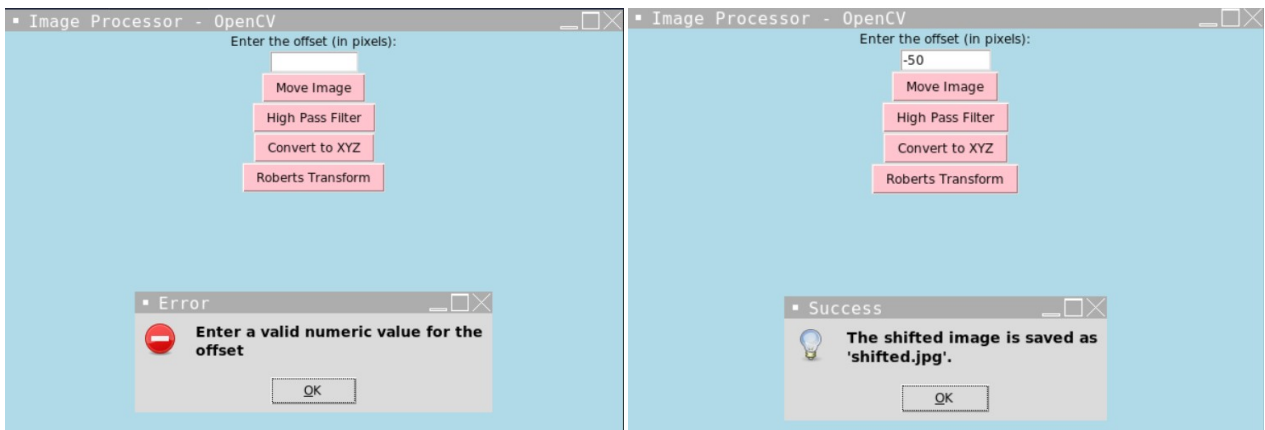 Image Processor - OpenCV
Enter the offset (in pixels):
Move Image
High Pass Filter
Convert to XYZ
Roberts Transform
Error
Enter a valid numeric value for the
offset
OK
Image Processor - OpenCV
Enter the offset (in pixels):
-50
Move Image
High Pass Filter
Convert to XYZ
Roberts Transform
Success
The shifted image is saved as
'shifted.jpg'.
OK